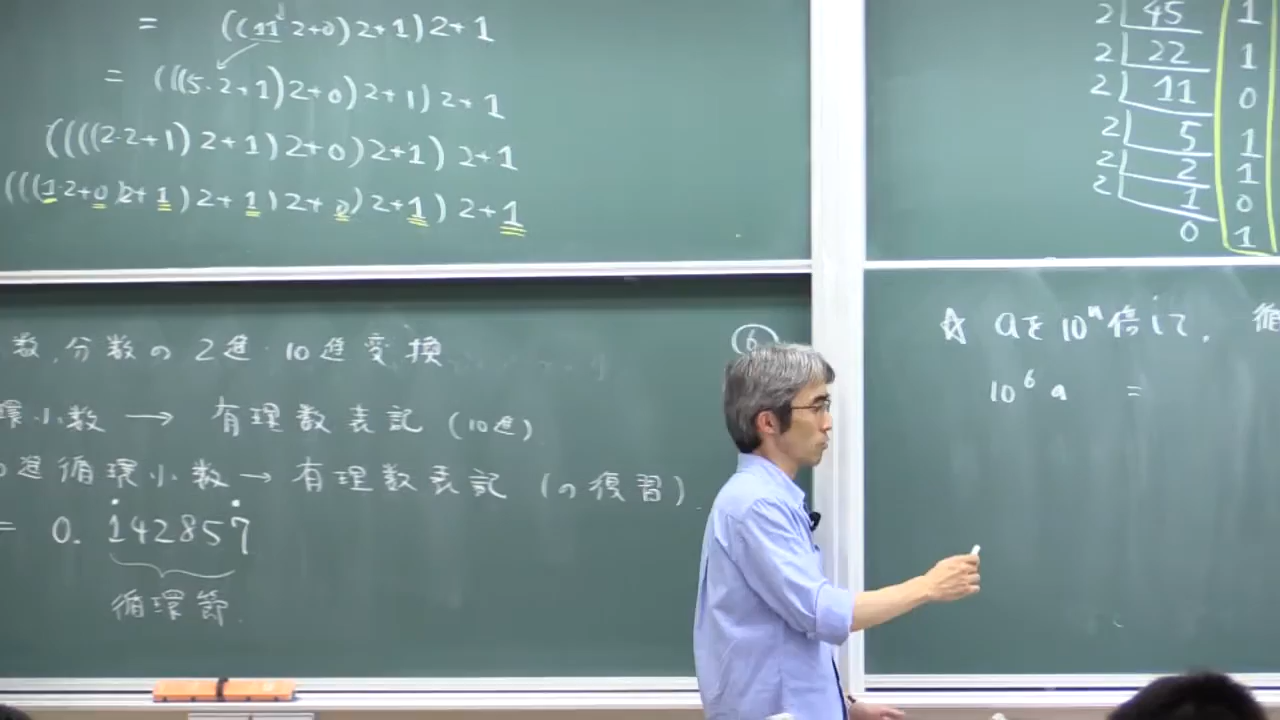 = ((11·2+0)2+1)2+1
= (((5·2+1)2+0)2+1)2+1
((((2·2+1)2+1)2+0)2+1)2+1
(((1·2+0)2+1)2+1)2+0)2+1)2+1
数,分数の2進・10進変換
⑥
環小数 → 有理数表記 (10進)
進循環小数 → 有理数表記 (の復習)
= 0.1̇428577̇
循環節
2 45 1
2 22 1
2 11 0
2 5 1
2 2 1
2 1 0
0 1
☆ aを10ⁿ倍して, 循
10⁶a =